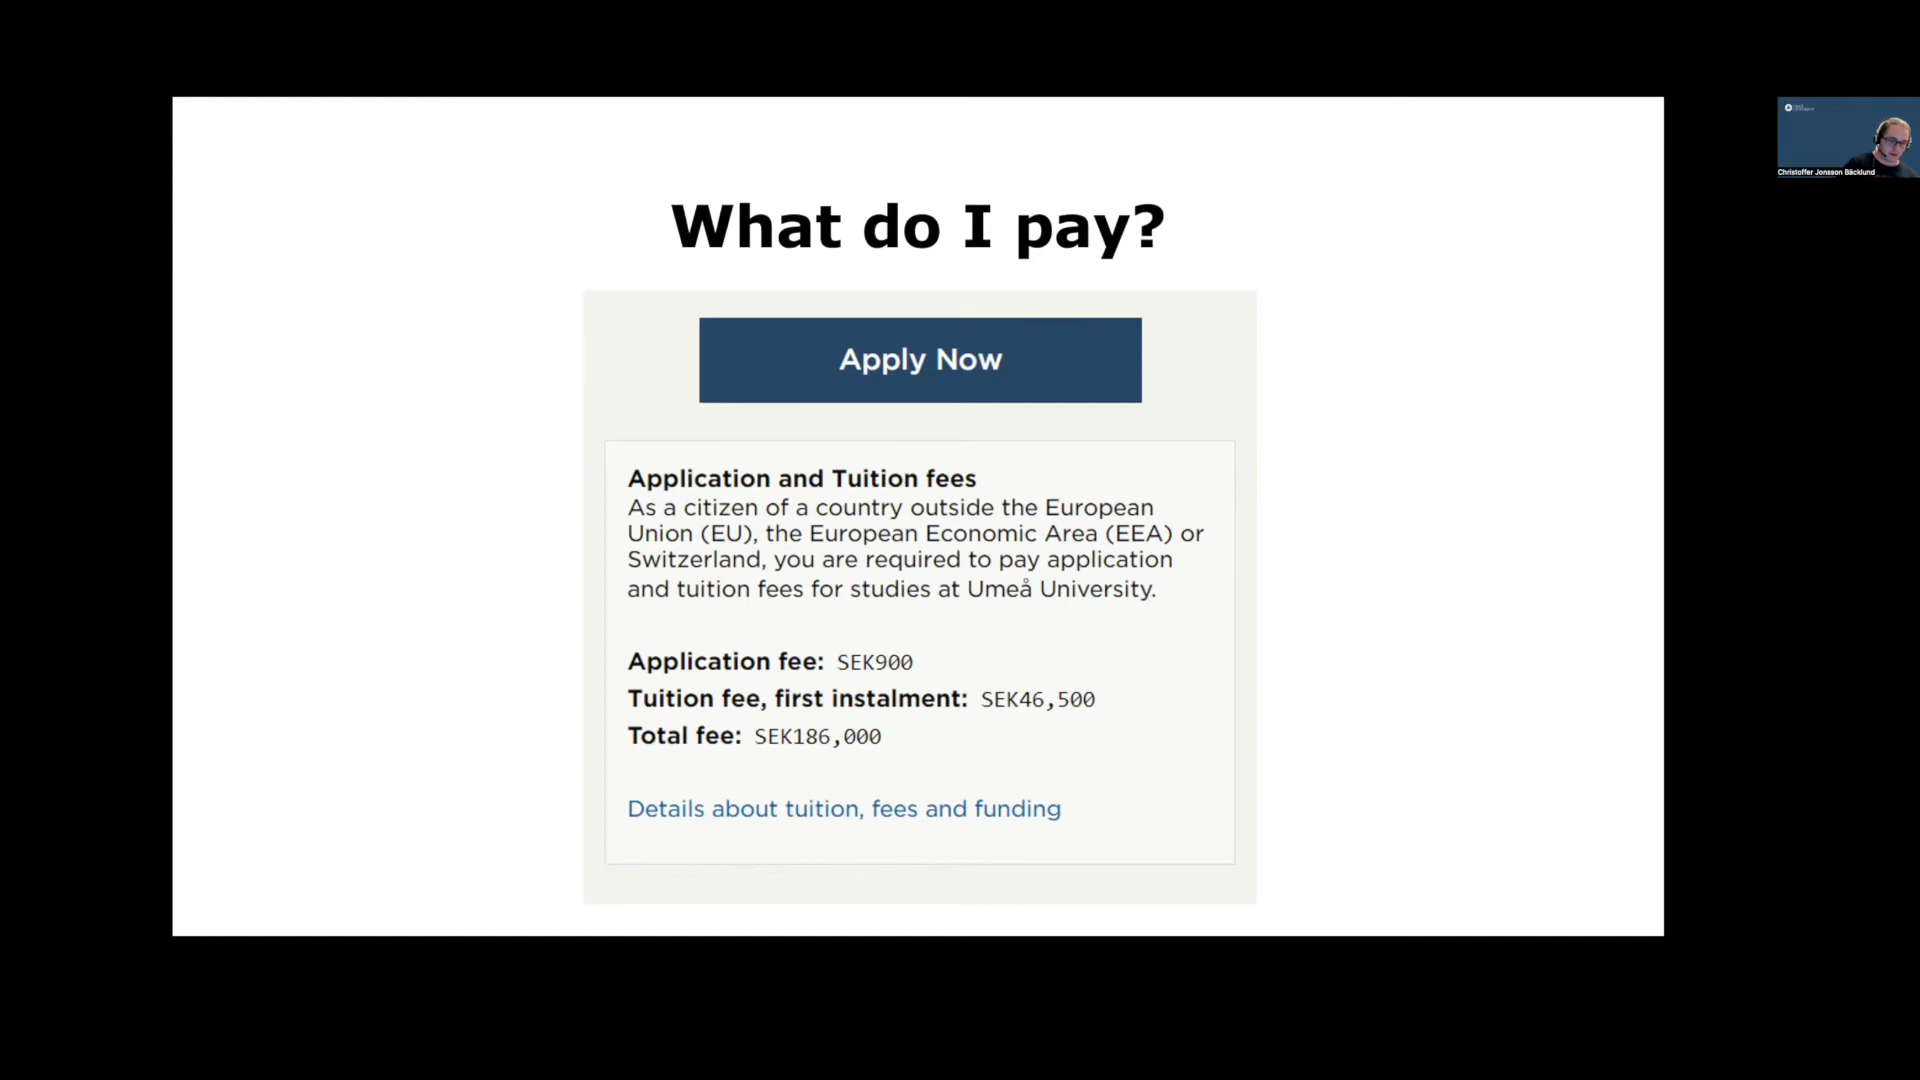 What do I pay?
Apply Now
Application and Tuition fees
As a citizen of a country outside the European
Union (EU), the European Economic Area (EEA) or
Switzerland, you are required to pay application
and tuition fees for studies at Umeå University.
Application fee: SEK900
Tuition fee, first instalment: SEK46,500
Total fee: SEK186,000
Details about tuition, fees and funding
Christoffer Jonsson Bäcklund